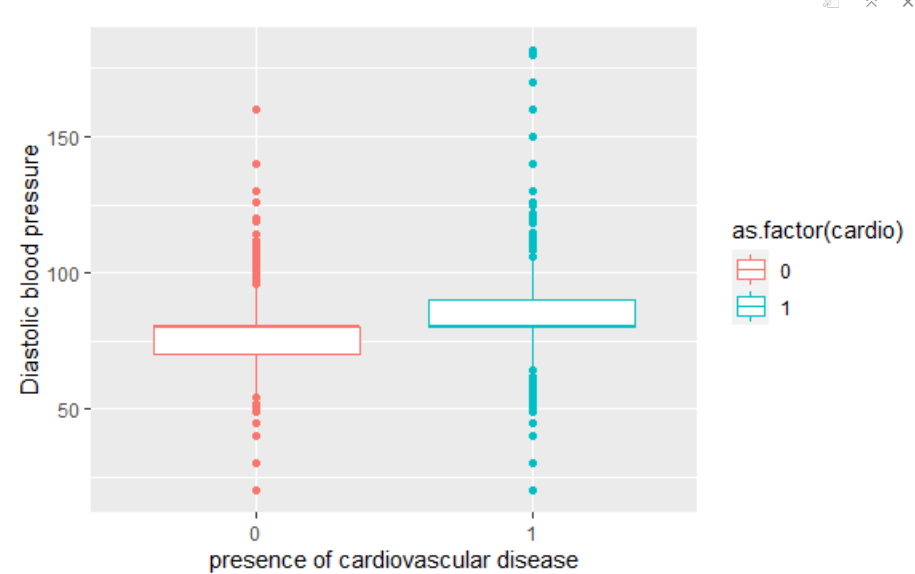 150
100
50
Diastolic blood pressure
0 1
presence of cardiovascular disease
as.factor(cardio)
0
1